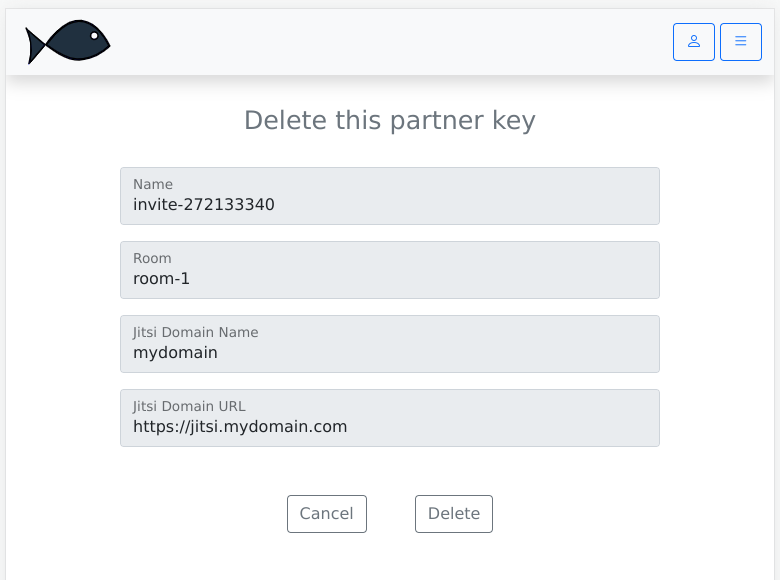 Delete this partner key
Name
invite-272133340
Room
room-1
Jitsi Domain Name
mydomain
Jitsi Domain URL
https://jitsi.mydomain.com
Cancel
Delete